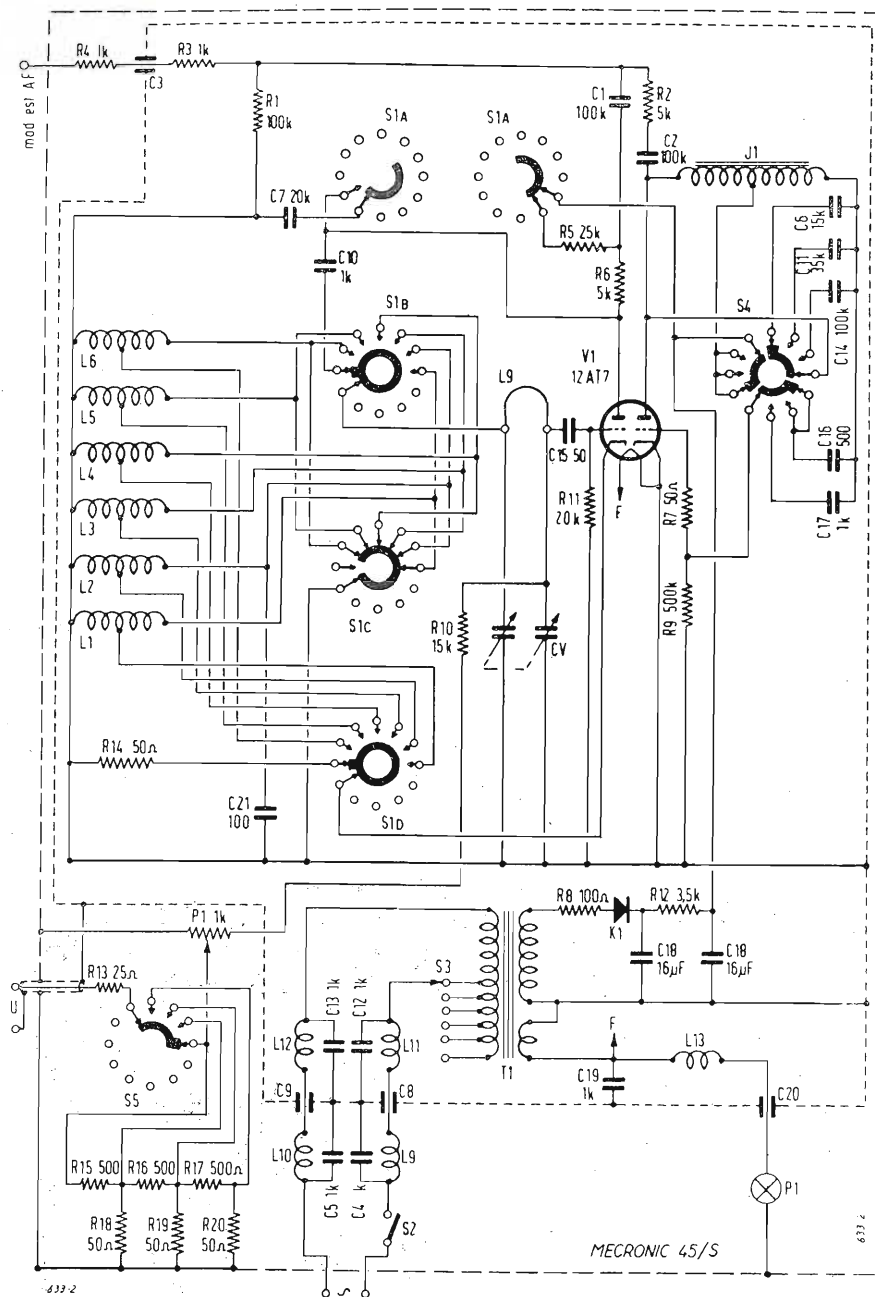 R4 1k
R3 1k
C3
mod est A.F
R1
100k
S1A
S1A
C1
100k
R2
5k
C2
100k
J1
C7 20k
C6
15k
C11
35k
C14 100k
R5 25k
R6
5k
C10
1k
S1B
S4
V1
12AT7
L6
L9
L5
L4
C15 50
R11
20k
F
R7 50Ω
C16
500
C17
1k
L3
L2
R9 500k
S1C
L1
R10
15k
CV
R14 50Ω
C21
100
S1D
P1 1k
R8 100Ω
R12 3,5k
K1
C18
16µF
C18
16µF
U
R13 25Ω
S3
C13 1k
C12 1k
L12
L11
F
L13
S5
T1
C19
1k
C9
C8
C20
R15 500
R16 500
R17 500Ω
L10
L9
C5 1k
C4 k
P1
R18
50Ω
R19
50Ω
R20
50Ω
S2
MECRONIC 45/S
633-2
633-2
S